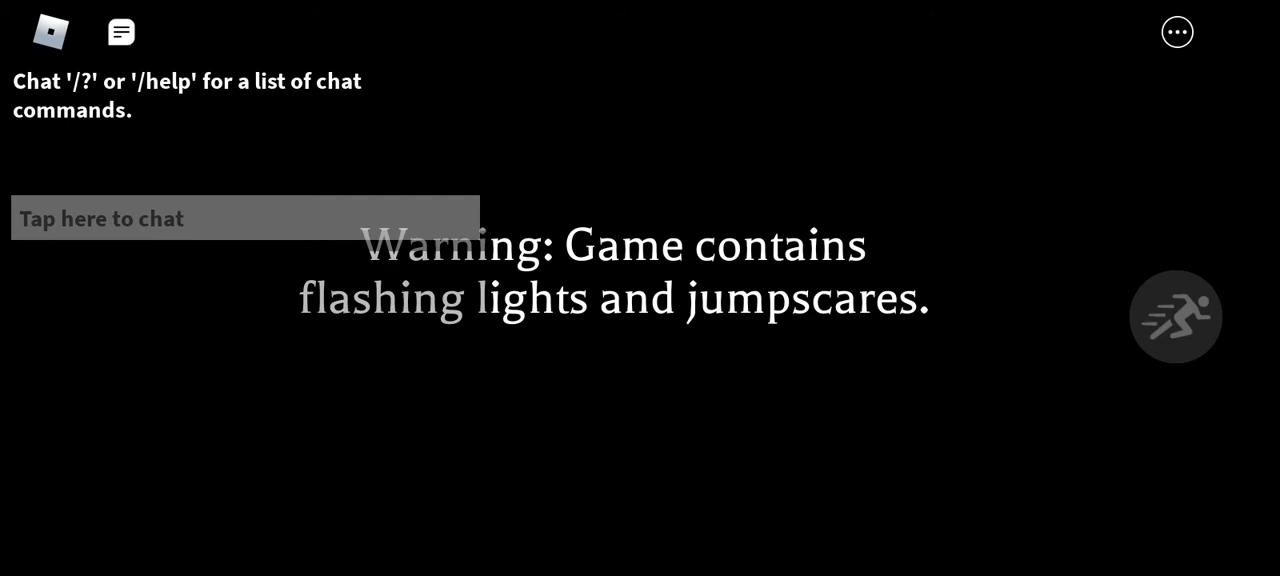 Chat '/?' or '/help' for a list of chat
commands.
Tap here to chat
Warning: Game contains
flashing lights and jumpscares.